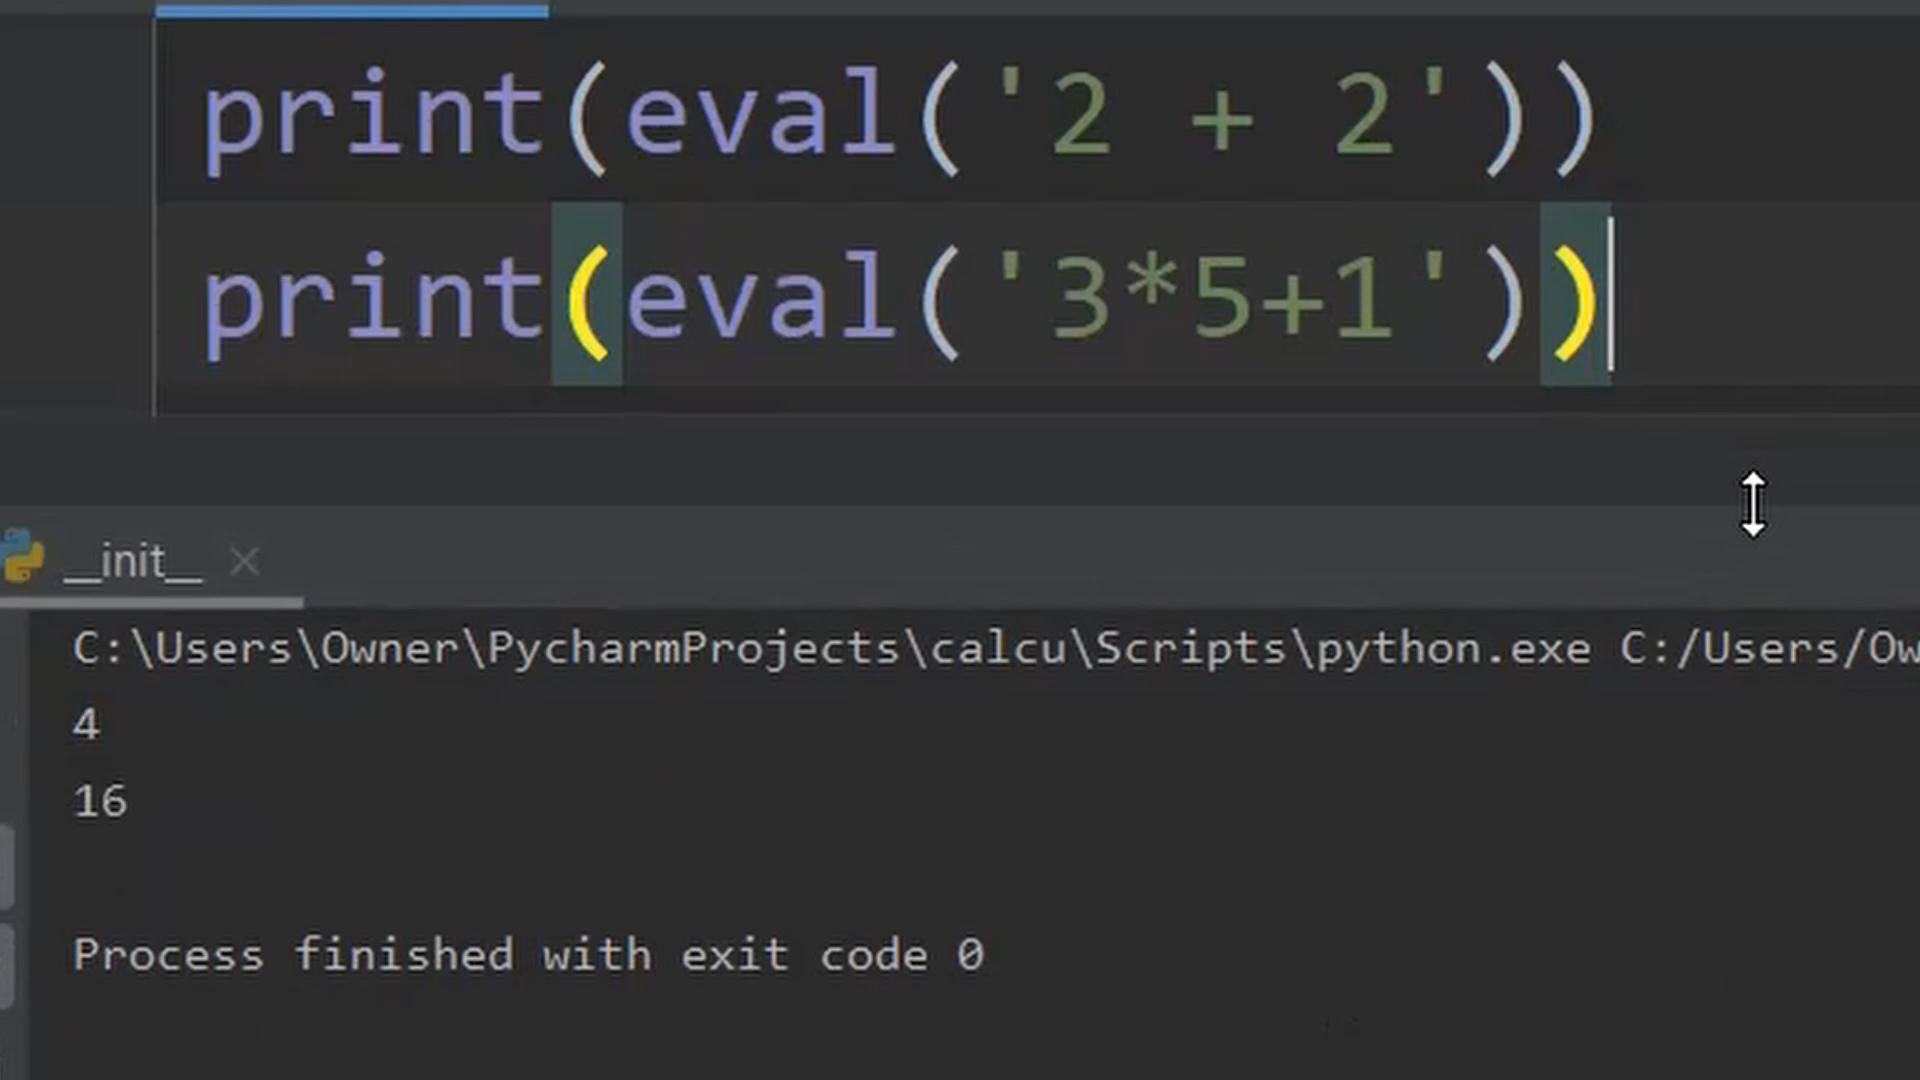 print(eval('2 + 2'))
print(eval('3*5+1'))
__init__
C:\Users\Owner\PycharmProjects\calcu\Scripts\python.exe C:/Users/Ow
4
16
Process finished with exit code 0